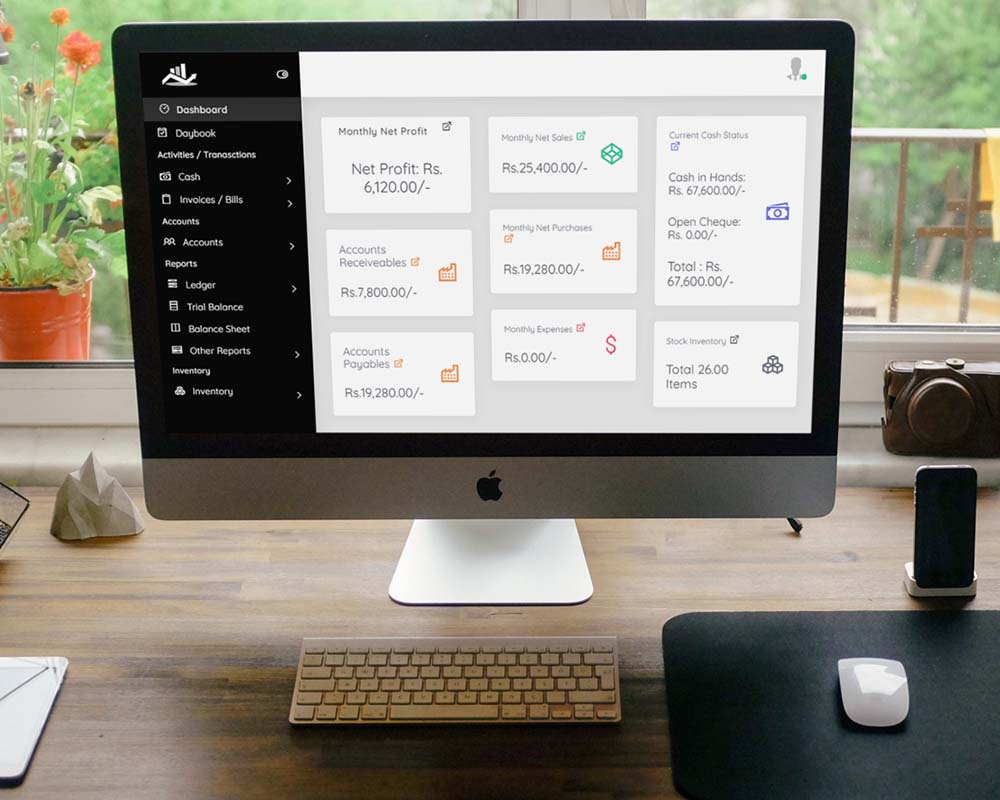 Dashboard
Daybook
Activities / Tranasctions
Cash
Invoices / Bills
Accounts
Accounts
Reports
Ledger
Trial Balance
Balance Sheet
Other Reports
Inventory
Inventory
Monthly Net Profit
Net Profit: Rs.
6,120.00/-
Accounts
Receiveables
Rs.7,800.00/-
Accounts
Payables
Rs.19,280.00/-
Monthly Net Sales
Rs.25,400.00/-
Monthly Net Purchases
Rs.19,280.00/-
Monthly Expenses
Rs.0.00/-
$
Current Cash Status
Cash in Hands:
Rs. 67,600.00/-
Open Cheque:
Rs. 0.00/-
Total : Rs.
67,600.00/-
Stock Inventory
Total 26.00
Items